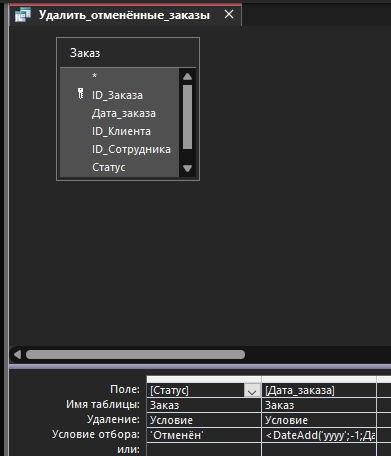 Удалить_отменённые_заказы
Заказ
*
ID_Заказа
Дата_заказа
ID_Клиента
ID_Сотрудника
Статус
Поле: [Статус] [Дата_заказа]
Имя таблицы: Заказ Заказ
Удаление: Условие Условие
Условие отбора: 'Отменён' <DateAdd('yyyy';-1;Да
или: